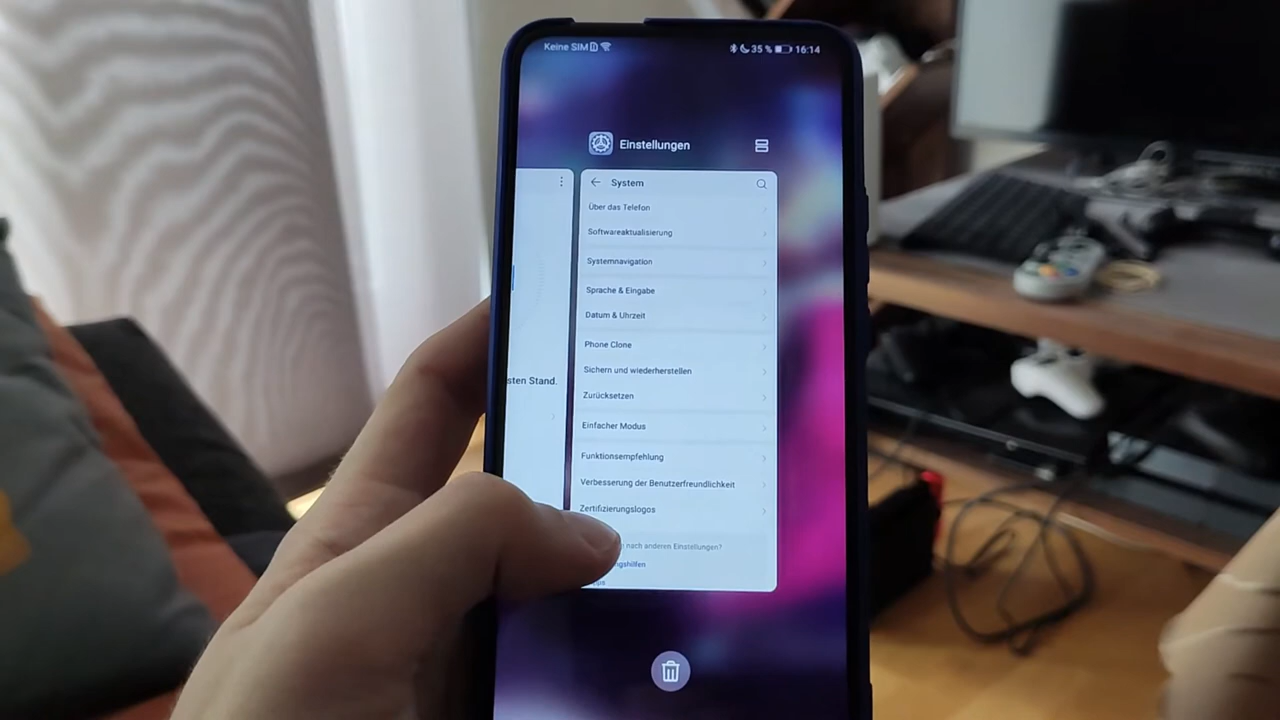 Keine SIM
35 % 16:14
Einstellungen
System
Über das Telefon
Softwareaktualisierung
Systemnavigation
Sprache & Eingabe
Datum & Uhrzeit
Phone Clone
sten Stand.
Sichern und wiederherstellen
Zurücksetzen
Einfacher Modus
Funktionsempfehlung
Verbesserung der Benutzerfreundlichkeit
Zertifizierungslogos
nach anderen Einstellungen?
ngshilfen